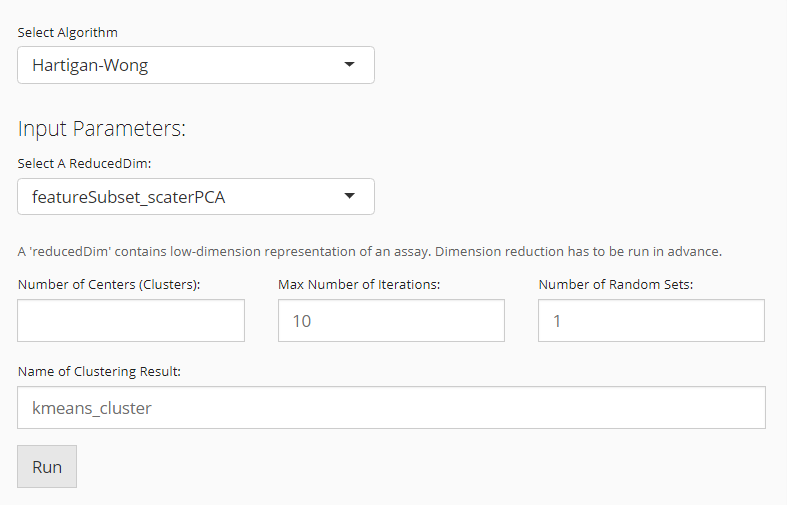 Select Algorithm
Hartigan-Wong
Input Parameters:
Select A ReducedDim:
featureSubset_scaterPCA
A 'reducedDim' contains low-dimension representation of an assay. Dimension reduction has to be run in advance.
Number of Centers (Clusters): Max Number of Iterations: Number of Random Sets:
10 1
Name of Clustering Result:
kmeans_cluster
Run